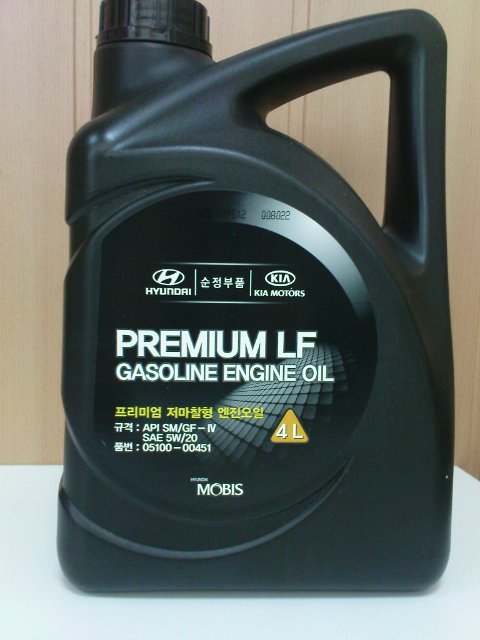 008022
HYUNDAI
순정부품
KIA
KIA MOTORS
PREMIUM LF
GASOLINE ENGINE OIL
프리미엄 저마찰형 엔진오일
규격 : API SM/GF-IV
SAE 5W/20
품번 : 05100-00451
4L
HYUNDAI
MOBIS